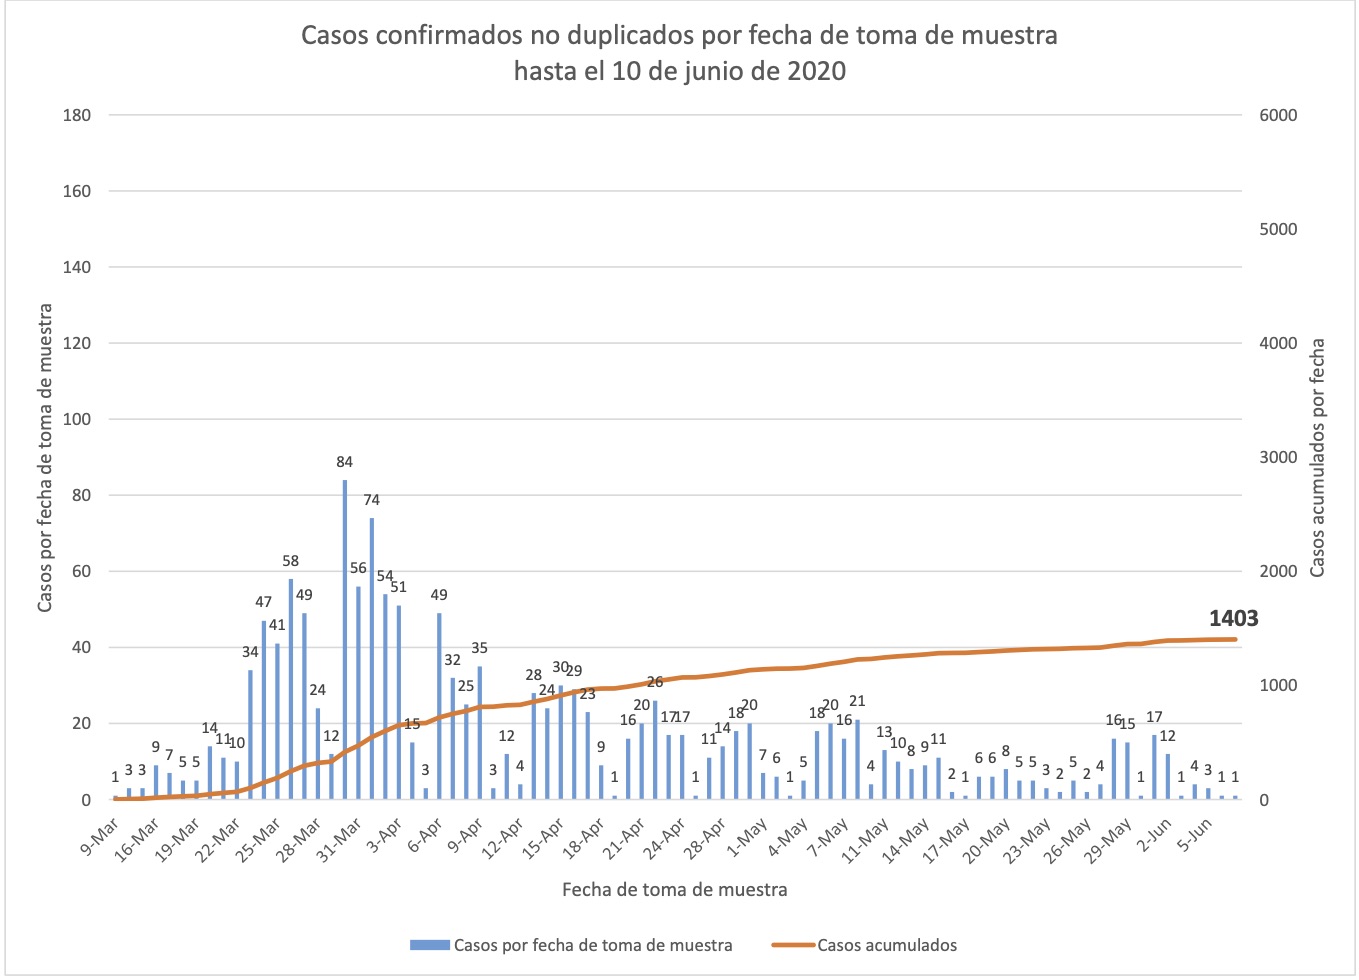 Casos confirmados no duplicados por fecha de toma de muestra
hasta el 10 de junio de 2020
180
160
140
120
100
80
60
40
20
0
Casos por fecha de toma de muestra
6000
5000
4000
3000
2000
1000
0
Casos acumulados por fecha
1 3 3 9 7 5 5 14 11 10 34 47 41 58 49 24 12 84 56 74 54 51 15 3 49 32 25 35 3 12 4 28 24 30 29 23 9 1 16 20 26 17 17 1 11 14 18 20 7 6 1 5 18 20 16 21 4 13 10 8 9 11 2 1 6 6 8 5 5 3 2 5 2 4 16 15 1 17 12 1 4 3 1 1
1403
9-Mar 16-Mar 19-Mar 22-Mar 25-Mar 28-Mar 31-Mar 3-Apr 6-Apr 9-Apr 12-Apr 15-Apr 18-Apr 21-Apr 24-Apr 28-Apr 1-May 4-May 7-May 11-May 14-May 17-May 20-May 23-May 26-May 29-May 2-Jun 5-Jun
Fecha de toma de muestra
Casos por fecha de toma de muestra Casos acumulados